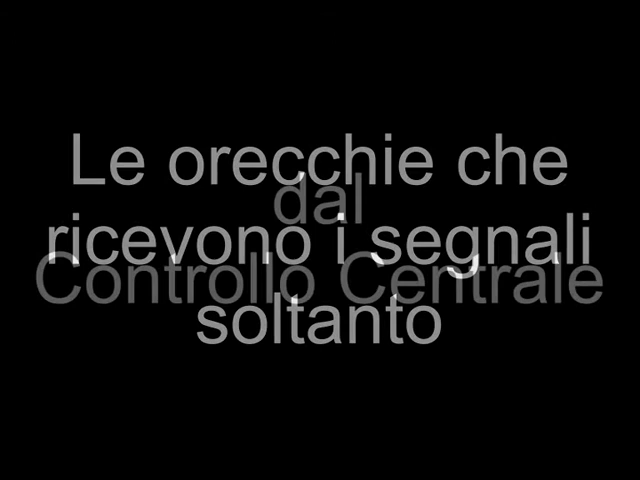 Le orecchie che
dal
ricevono i segnali
Controllo Centrale
soltanto